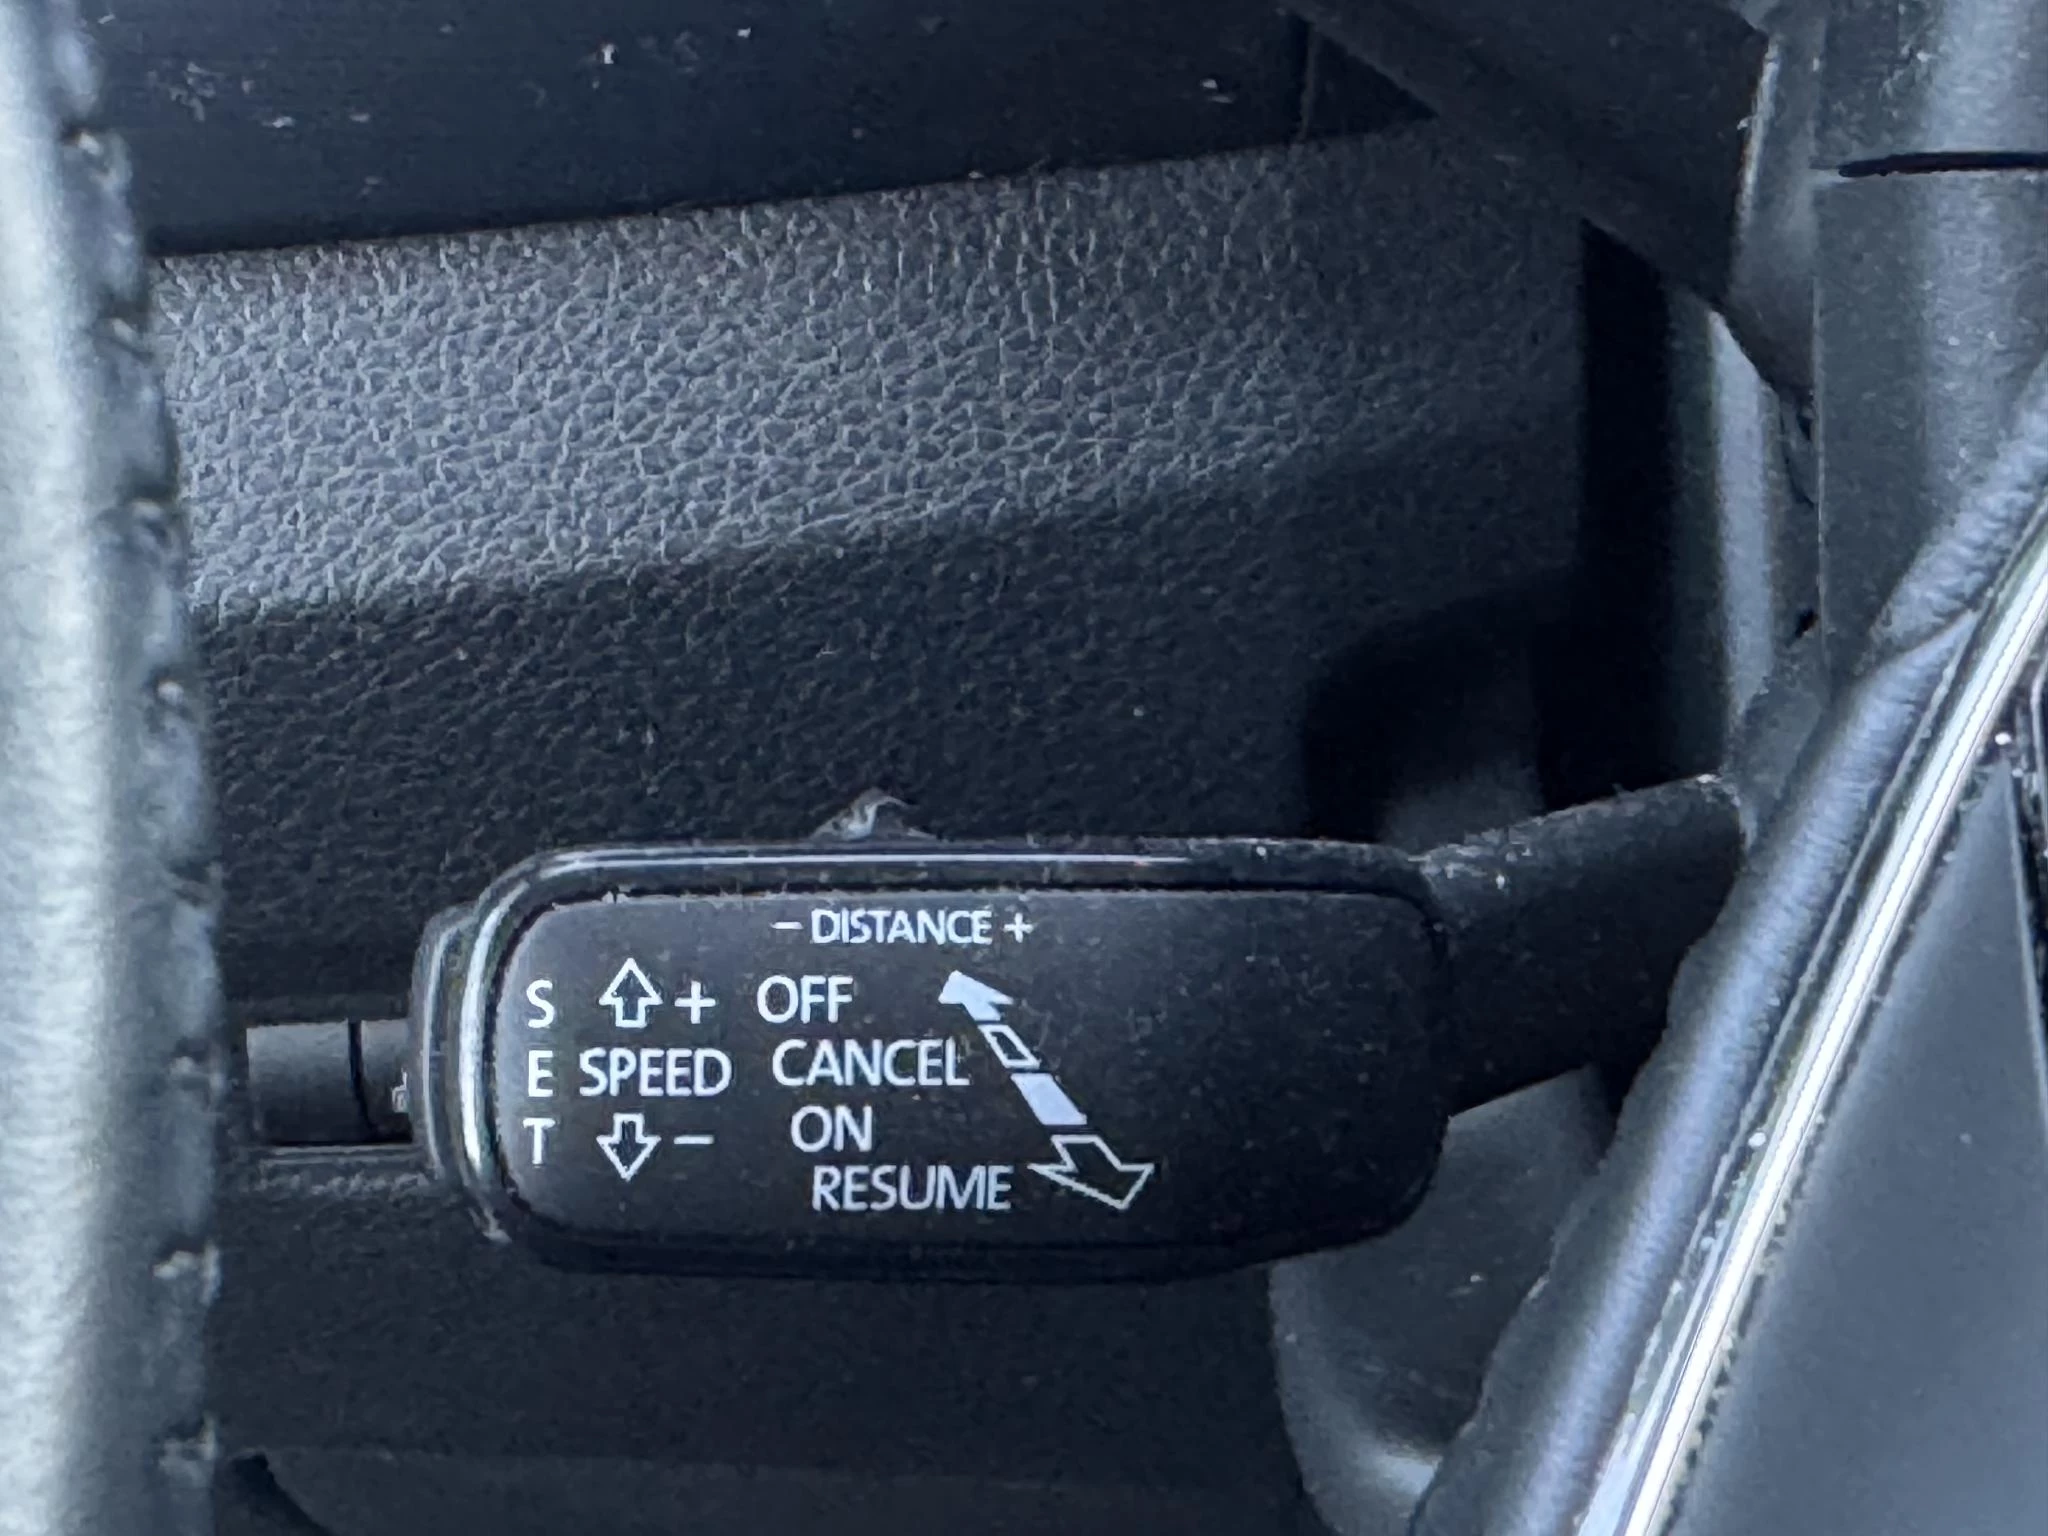 − DISTANCE +
S + OFF
E SPEED CANCEL
T − ON
RESUME